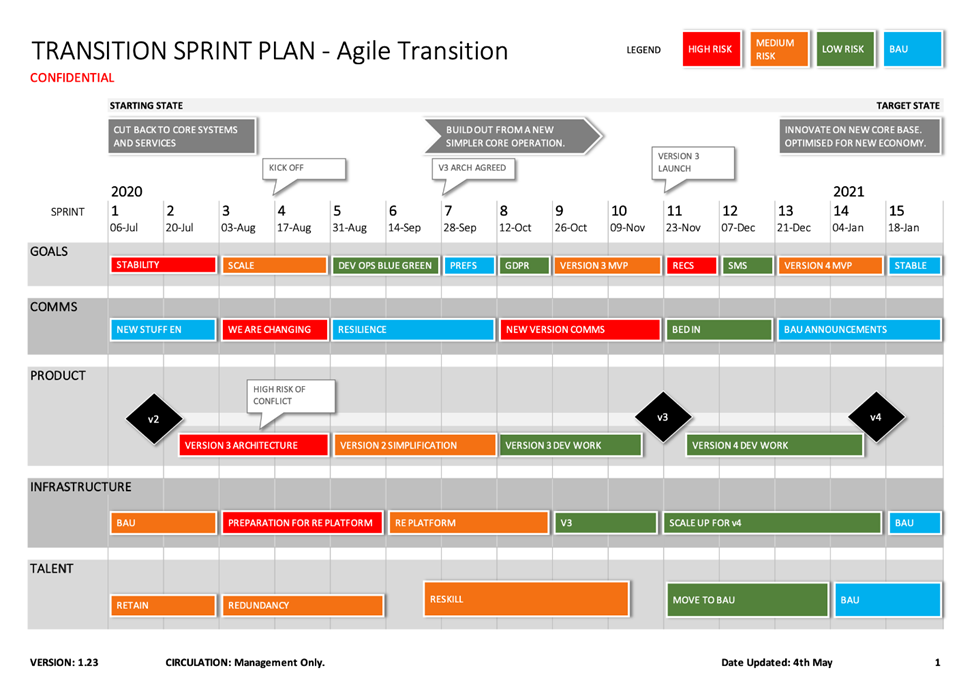 TRANSITION SPRINT PLAN - Agile Transition
CONFIDENTIAL
LEGEND
HIGH RISK
MEDIUM
RISK
LOW RISK
BAU
STARTING STATE
TARGET STATE
CUT BACK TO CORE SYSTEMS
AND SERVICES
BUILD OUT FROM A NEW
SIMPLER CORE OPERATION.
INNOVATE ON NEW CORE BASE.
OPTIMISED FOR NEW ECONOMY.
KICK OFF
V3 ARCH AGREED
VERSION 3
LAUNCH
2020
2021
SPRINT
1 2 3 4 5 6 7 8 9 10 11 12 13 14 15
06-Jul 20-Jul 03-Aug 17-Aug 31-Aug 14-Sep 28-Sep 12-Oct 26-Oct 09-Nov 23-Nov 07-Dec 21-Dec 04-Jan 18-Jan
GOALS
STABILITY SCALE DEV OPS BLUE GREEN PREFS GDPR VERSION 3 MVP RECS SMS VERSION 4 MVP STABLE
COMMS
NEW STUFF EN WE ARE CHANGING RESILIENCE NEW VERSION COMMS BED IN BAU ANNOUNCEMENTS
PRODUCT
HIGH RISK OF
CONFLICT
v2 v3 v4
VERSION 3 ARCHITECTURE VERSION 2 SIMPLIFICATION VERSION 3 DEV WORK VERSION 4 DEV WORK
INFRASTRUCTURE
BAU PREPARATION FOR RE PLATFORM RE PLATFORM V3 SCALE UP FOR v4 BAU
TALENT
RETAIN REDUNDANCY RESKILL MOVE TO BAU BAU
VERSION: 1.23 CIRCULATION: Management Only. Date Updated: 4th May 1